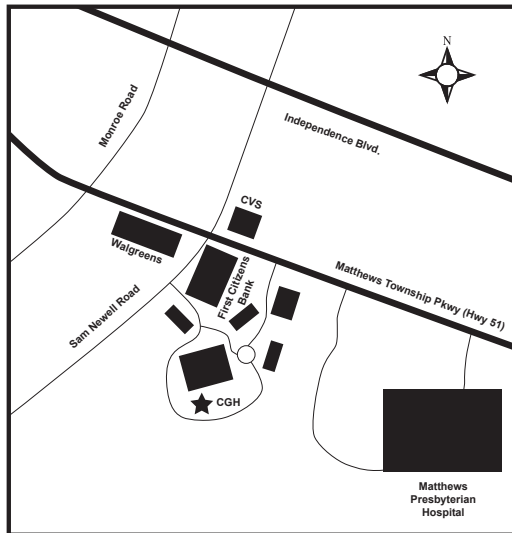 N
Monroe Road
Independence Blvd.
CVS
Walgreens
First Citizens
Bank
Matthews Township Pkwy (Hwy 51)
Sam Newell Road
CGH
Matthews
Presbyterian
Hospital